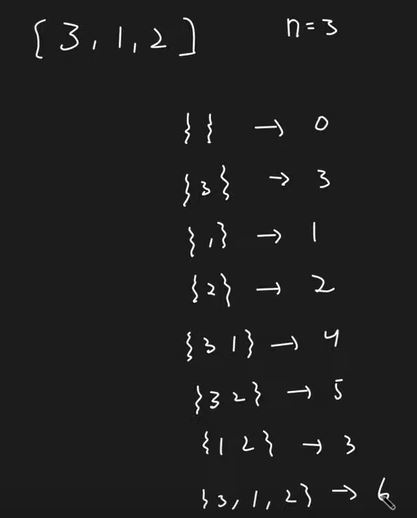 [3, 1, 2] n=3
{ } → 0
{3} → 3
{1} → 1
{2} → 2
{3 1} → 4
{3 2} → 5
{1 2} → 3
{3, 1, 2} → 6